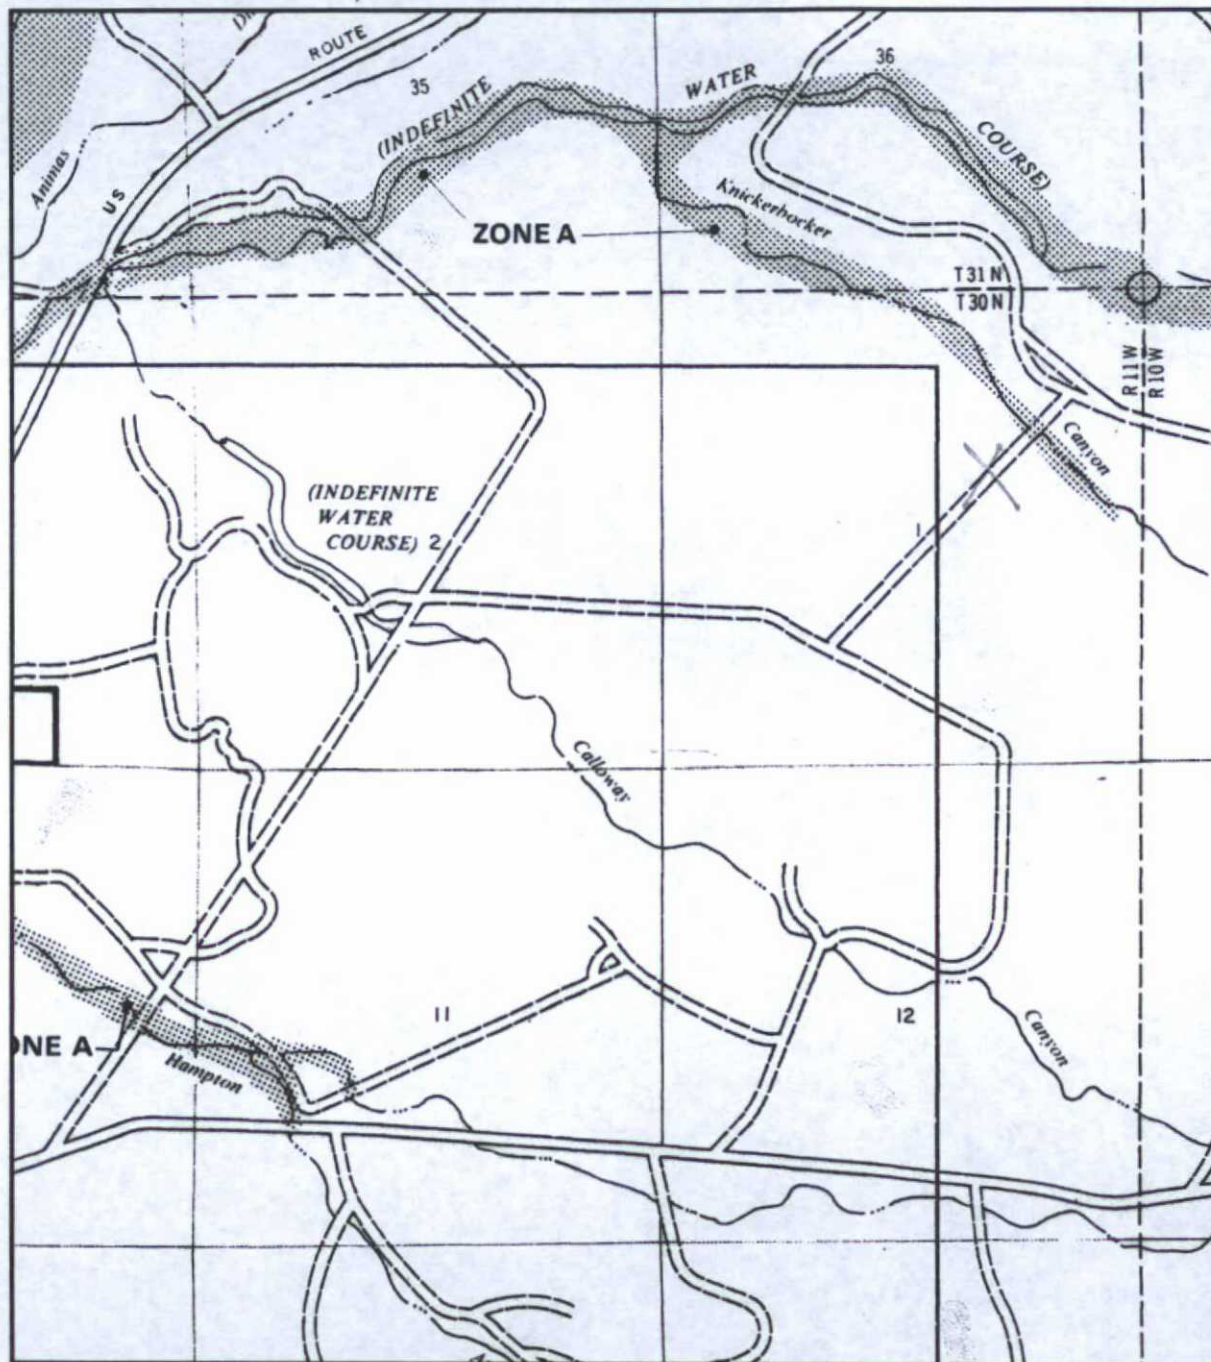 ROUTE
35
36
(INDEFINITE
WATER
COURSE)
Animas
US
Knickerbocker
ZONE A
T31N
T30N
R11W
R10W
Canyon
(INDEFINITE
WATER
COURSE) 2
1
Calloway
11
12
ONE A
Hampton
Canyon